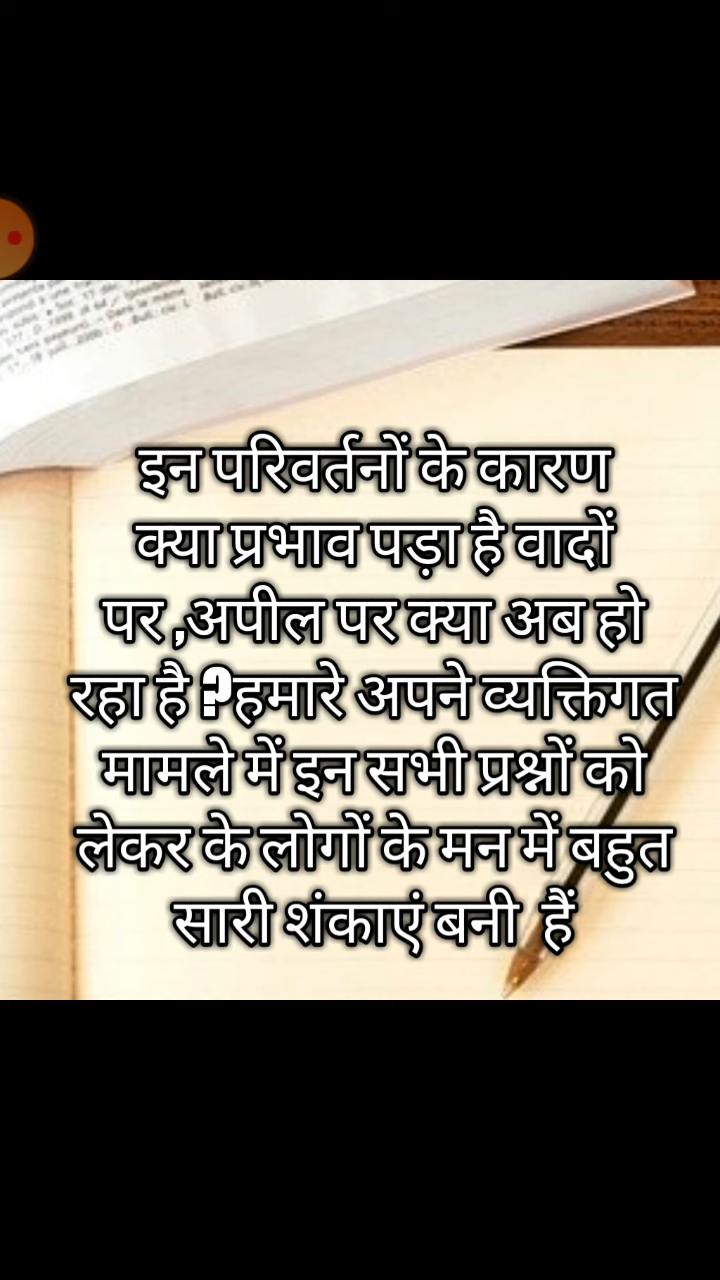 इन परिवर्तनों के कारण
क्या प्रभाव पड़ा है वादों
पर ,अपील पर क्या अब हो
रहा है ?हमारे अपने व्यक्तिगत
मामले में इन सभी प्रश्नों को
लेकर के लोगों के मन में बहुत
सारी शंकाएं बनी हैं